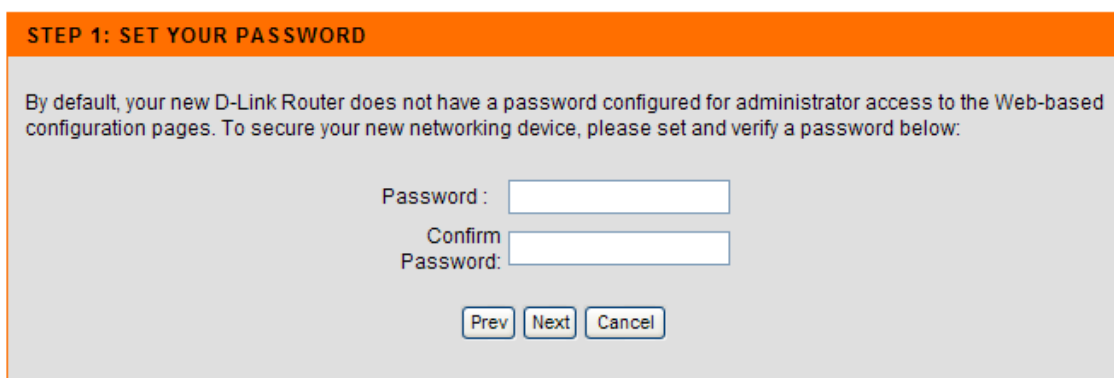 STEP 1: SET YOUR PASSWORD
By default, your new D-Link Router does not have a password configured for administrator access to the Web-based
configuration pages. To secure your new networking device, please set and verify a password below:
Password :
Confirm
Password:
Prev Next Cancel